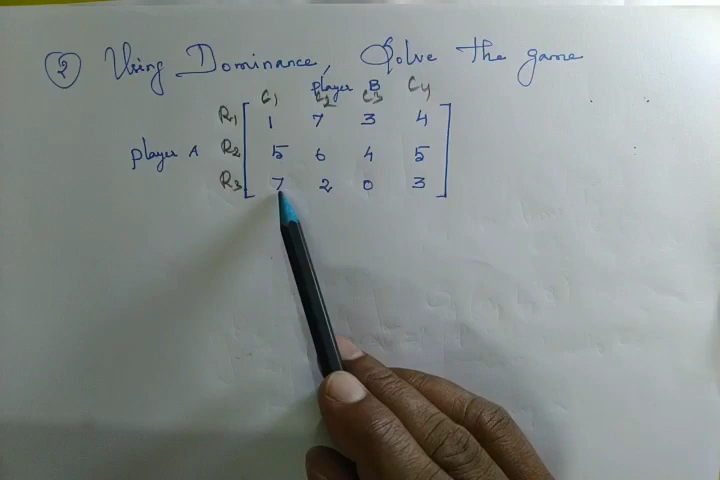 ② Using Dominance, Solve the game
player B
C1 C2 C3 C4
R1 1 7 3 4
player A R2 5 6 4 5
R3 7 2 0 3